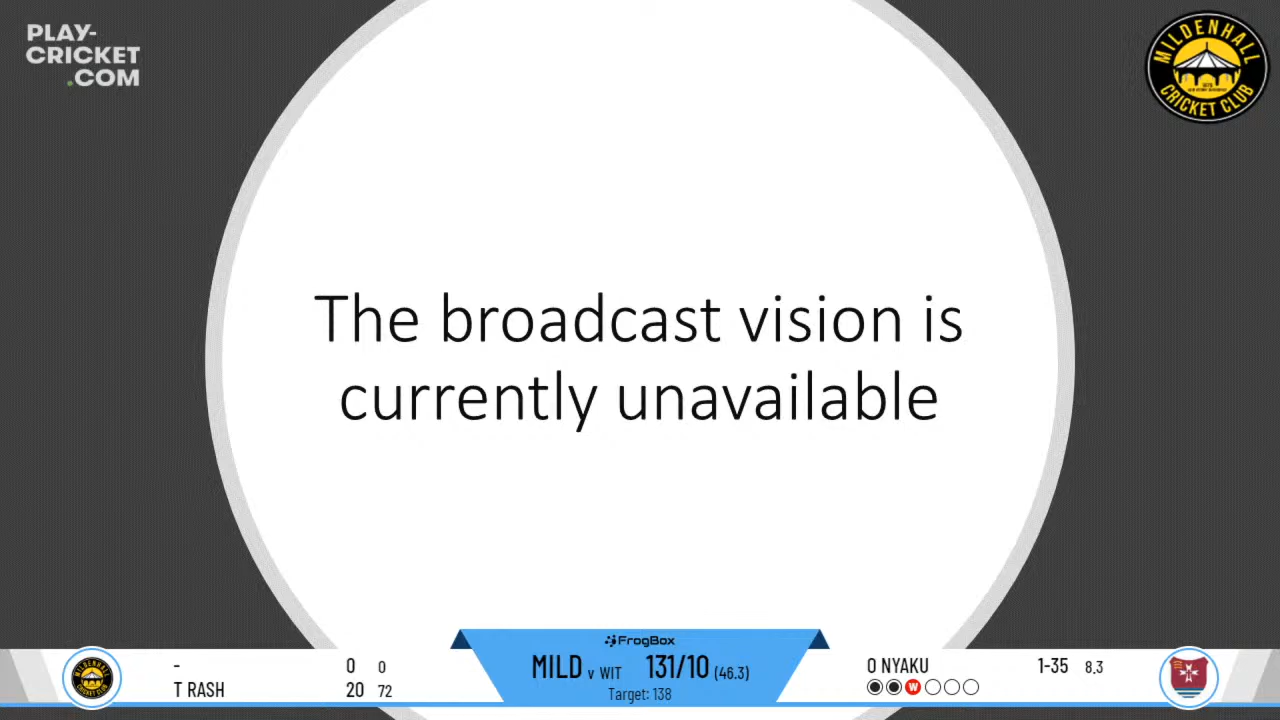 PLAY-
CRICKET
.COM
MILDENHALL
CRICKET CLUB
The broadcast vision is
currently unavailable
FrogBox
- 0 0
T RASH 20 72
MILD v WIT 131/10 (46.3)
Target: 138
O NYAKU 1-35 8.3
W